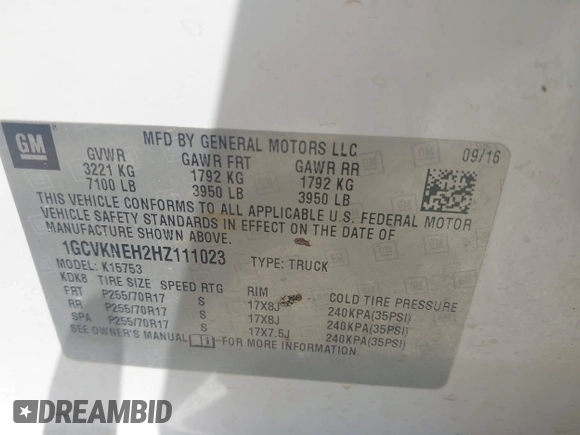 GM
MFD BY GENERAL MOTORS LLC 09/16
GVWR GAWR FRT GAWR RR
3221 KG 1792 KG 1792 KG
7100 LB 3950 LB 3950 LB
THIS VEHICLE CONFORMS TO ALL APPLICABLE U.S. FEDERAL MOTOR
VEHICLE SAFETY STANDARDS IN EFFECT ON THE DATE OF
MANUFACTURE SHOWN ABOVE.
1GCVKNEH2HZ111023 TYPE: TRUCK
MODEL: K15753
KDK8 TIRE SIZE SPEED RTG RIM COLD TIRE PRESSURE
FRT P255/70R17 S 17X8J 240KPA(35PSI)
RR P255/70R17 S 17X8J 240KPA(35PSI)
SPA P255/70R17 S 17X7.5J 240KPA(35PSI)
SEE OWNER'S MANUAL FOR MORE INFORMATION.
DREAMBID